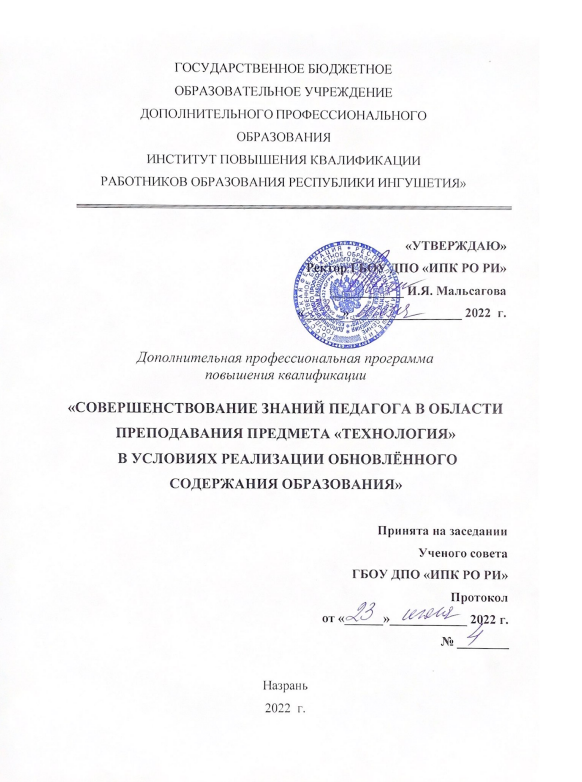 ГОСУДАРСТВЕННОЕ БЮДЖЕТНОЕ
ОБРАЗОВАТЕЛЬНОЕ УЧРЕЖДЕНИЕ
ДОПОЛНИТЕЛЬНОГО ПРОФЕССИОНАЛЬНОГО
ОБРАЗОВАНИЯ
ИНСТИТУТ ПОВЫШЕНИЯ КВАЛИФИКАЦИИ
РАБОТНИКОВ ОБРАЗОВАНИЯ РЕСПУБЛИКИ ИНГУШЕТИЯ»
«УТВЕРЖДАЮ»
Ректор ГБОУ ДПО «ИПК РО РИ»
И.Я. Мальсагова
2022 г.
Дополнительная профессиональная программа
повышения квалификации
«СОВЕРШЕНСТВОВАНИЕ ЗНАНИЙ ПЕДАГОГА В ОБЛАСТИ
ПРЕПОДАВАНИЯ ПРЕДМЕТА «ТЕХНОЛОГИЯ»
В УСЛОВИЯХ РЕАЛИЗАЦИИ ОБНОВЛЁННОГО
СОДЕРЖАНИЯ ОБРАЗОВАНИЯ»
Принята на заседании
Ученого совета
ГБОУ ДПО «ИПК РО РИ»
Протокол
от «23» 2022 г.
№ 4
Назрань
2022 г.